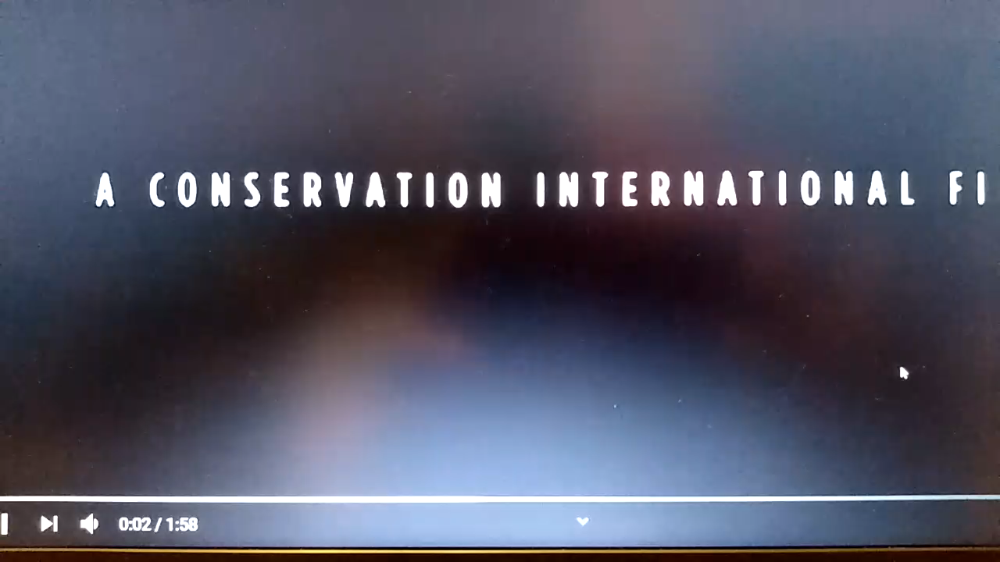 A CONSERVATION INTERNATIONAL FI
0:02 / 1:58